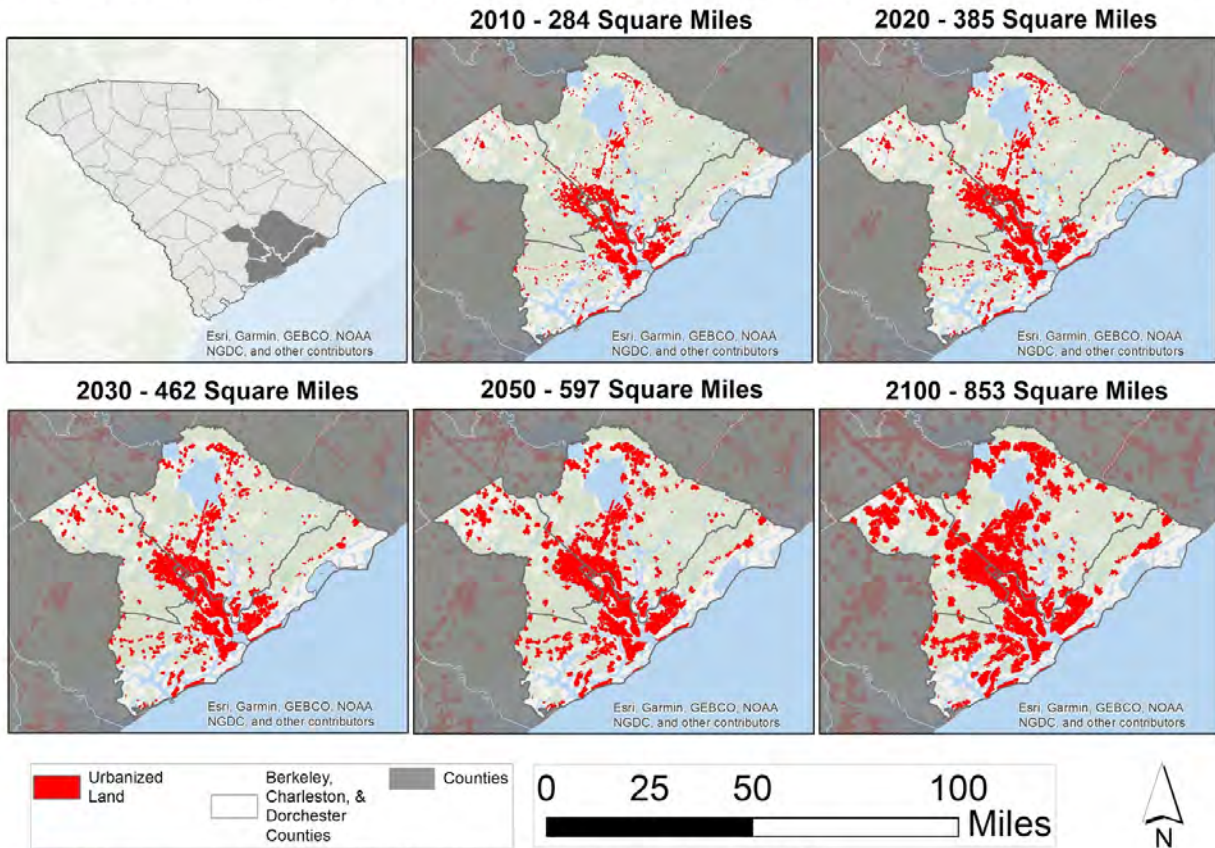 2010 - 284 Square Miles
2020 - 385 Square Miles
Esri, Garmin, GEBCO, NOAA
NGDC, and other contributors
Esri, Garmin, GEBCO, NOAA
NGDC, and other contributors
Esri, Garmin, GEBCO, NOAA
NGDC, and other contributors
2030 - 462 Square Miles
2050 - 597 Square Miles
2100 - 853 Square Miles
Esri, Garmin, GEBCO, NOAA
NGDC, and other contributors
Esri, Garmin, GEBCO, NOAA
NGDC, and other contributors
Esri, Garmin, GEBCO, NOAA
NGDC, and other contributors
Urbanized
Land
Berkeley,
Charleston, &
Dorchester
Counties
Counties
0 25 50 100
Miles
N